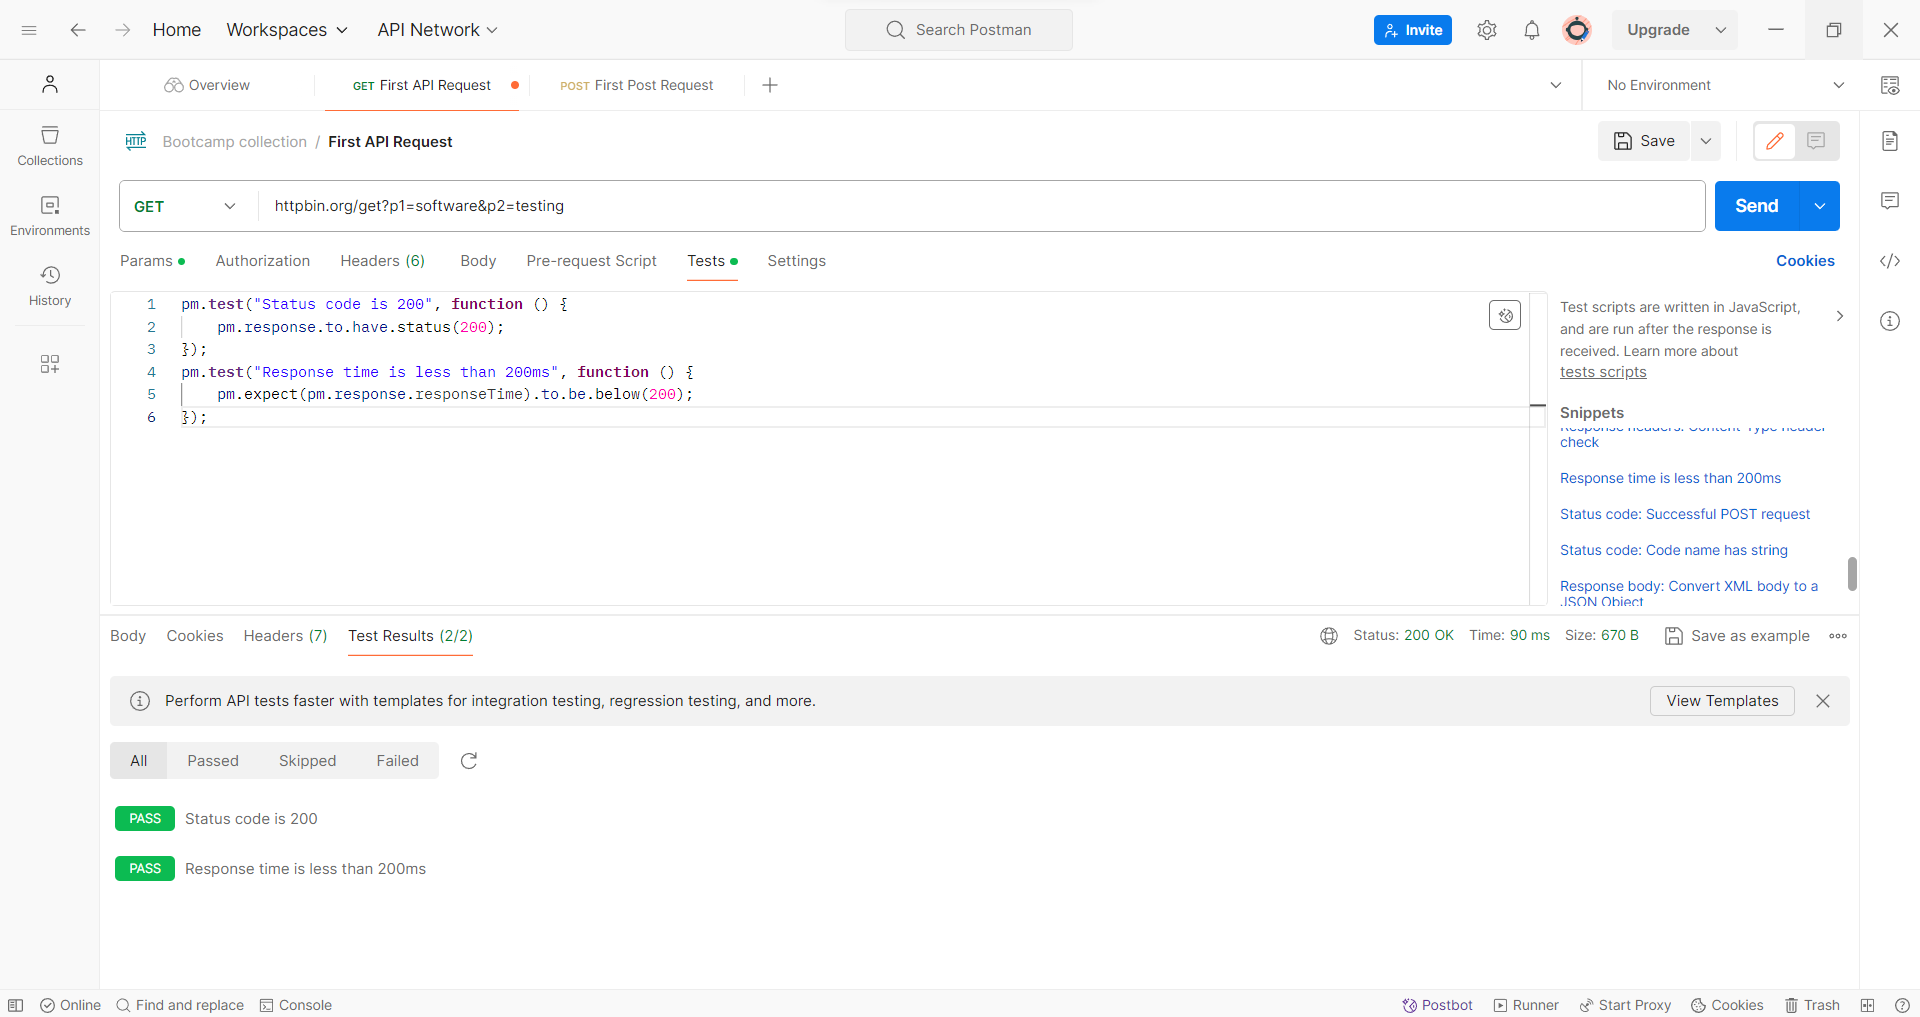 Home Workspaces API Network Search Postman Invite Upgrade
Overview GET First API Request POST First Post Request No Environment
HTTP Bootcamp collection / First API Request Save
Collections
GET httpbin.org/get?p1=software&p2=testing Send
Environments
Params Authorization Headers (6) Body Pre-request Script Tests Settings Cookies
History
1 pm.test("Status code is 200", function () {
2 pm.response.to.have.status(200);
3 });
4 pm.test("Response time is less than 200ms", function () {
5 pm.expect(pm.response.responseTime).to.be.below(200);
6 });
Test scripts are written in JavaScript,
and are run after the response is
received. Learn more about
tests scripts
Snippets
Response headers: Content-Type header
check
Response time is less than 200ms
Status code: Successful POST request
Status code: Code name has string
Response body: Convert XML body to a
JSON Object
Body Cookies Headers (7) Test Results (2/2) Status: 200 OK Time: 90 ms Size: 670 B Save as example
Perform API tests faster with templates for integration testing, regression testing, and more. View Templates
All Passed Skipped Failed
PASS Status code is 200
PASS Response time is less than 200ms
Online Find and replace Console Postbot Runner Start Proxy Cookies Trash